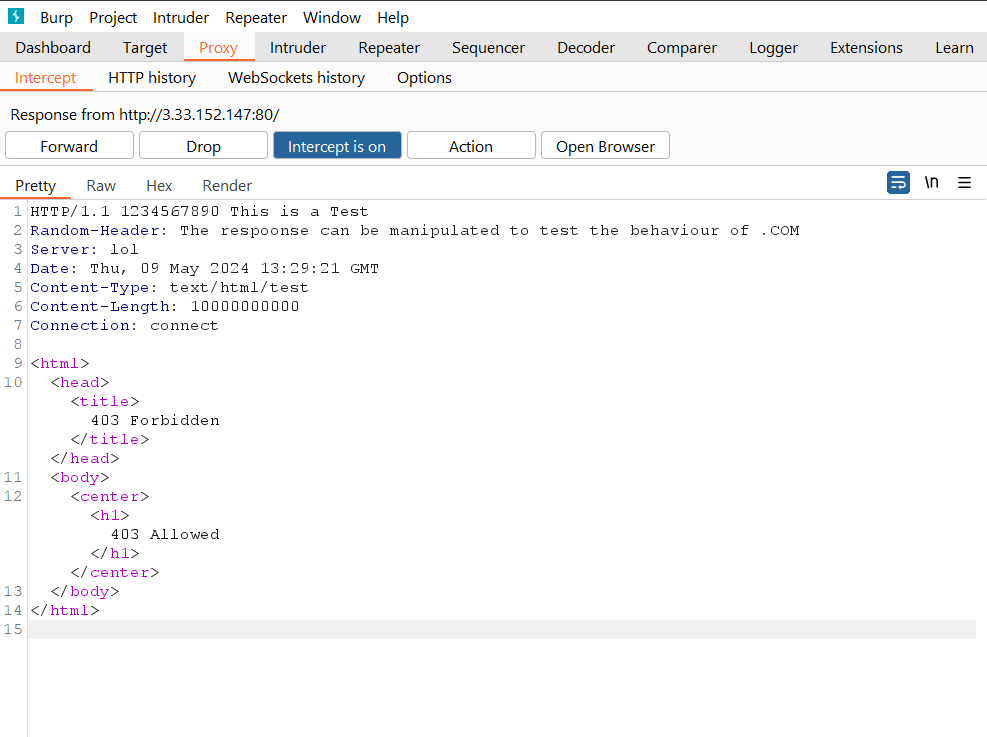 Burp Project Intruder Repeater Window Help
Dashboard Target Proxy Intruder Repeater Sequencer Decoder Comparer Logger Extensions Learn
Intercept HTTP history WebSockets history Options
Response from http://3.33.152.147:80/
Forward Drop Intercept is on Action Open Browser
Pretty Raw Hex Render \n
1 HTTP/1.1 1234567890 This is a Test
2 Random-Header: The respoonse can be manipulated to test the behaviour of .COM
3 Server: lol
4 Date: Thu, 09 May 2024 13:29:21 GMT
5 Content-Type: text/html/test
6 Content-Length: 10000000000
7 Connection: connect
8
9 <html>
10 <head>
<title>
403 Forbidden
</title>
</head>
11 <body>
12 <center>
<h1>
403 Allowed
</h1>
</center>
13 </body>
14 </html>
15